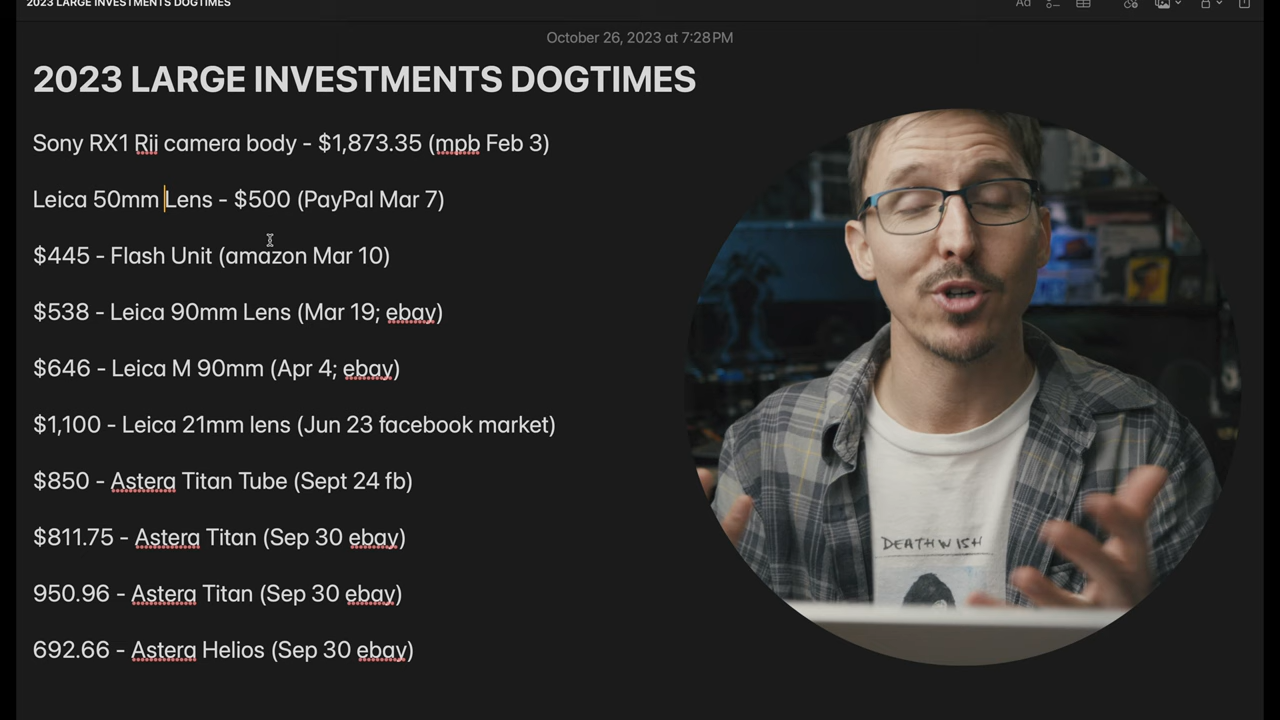 2023 LARGE INVESTMENTS DOGTIMES
Aa
October 26, 2023 at 7:28 PM
2023 LARGE INVESTMENTS DOGTIMES
Sony RX1 Rii camera body - $1,873.35 (mpb Feb 3)
Leica 50mm Lens - $500 (PayPal Mar 7)
$445 - Flash Unit (amazon Mar 10)
$538 - Leica 90mm Lens (Mar 19; ebay)
$646 - Leica M 90mm (Apr 4; ebay)
$1,100 - Leica 21mm lens (Jun 23 facebook market)
$850 - Astera Titan Tube (Sept 24 fb)
$811.75 - Astera Titan (Sep 30 ebay)
950.96 - Astera Titan (Sep 30 ebay)
692.66 - Astera Helios (Sep 30 ebay)
DEATHWISH